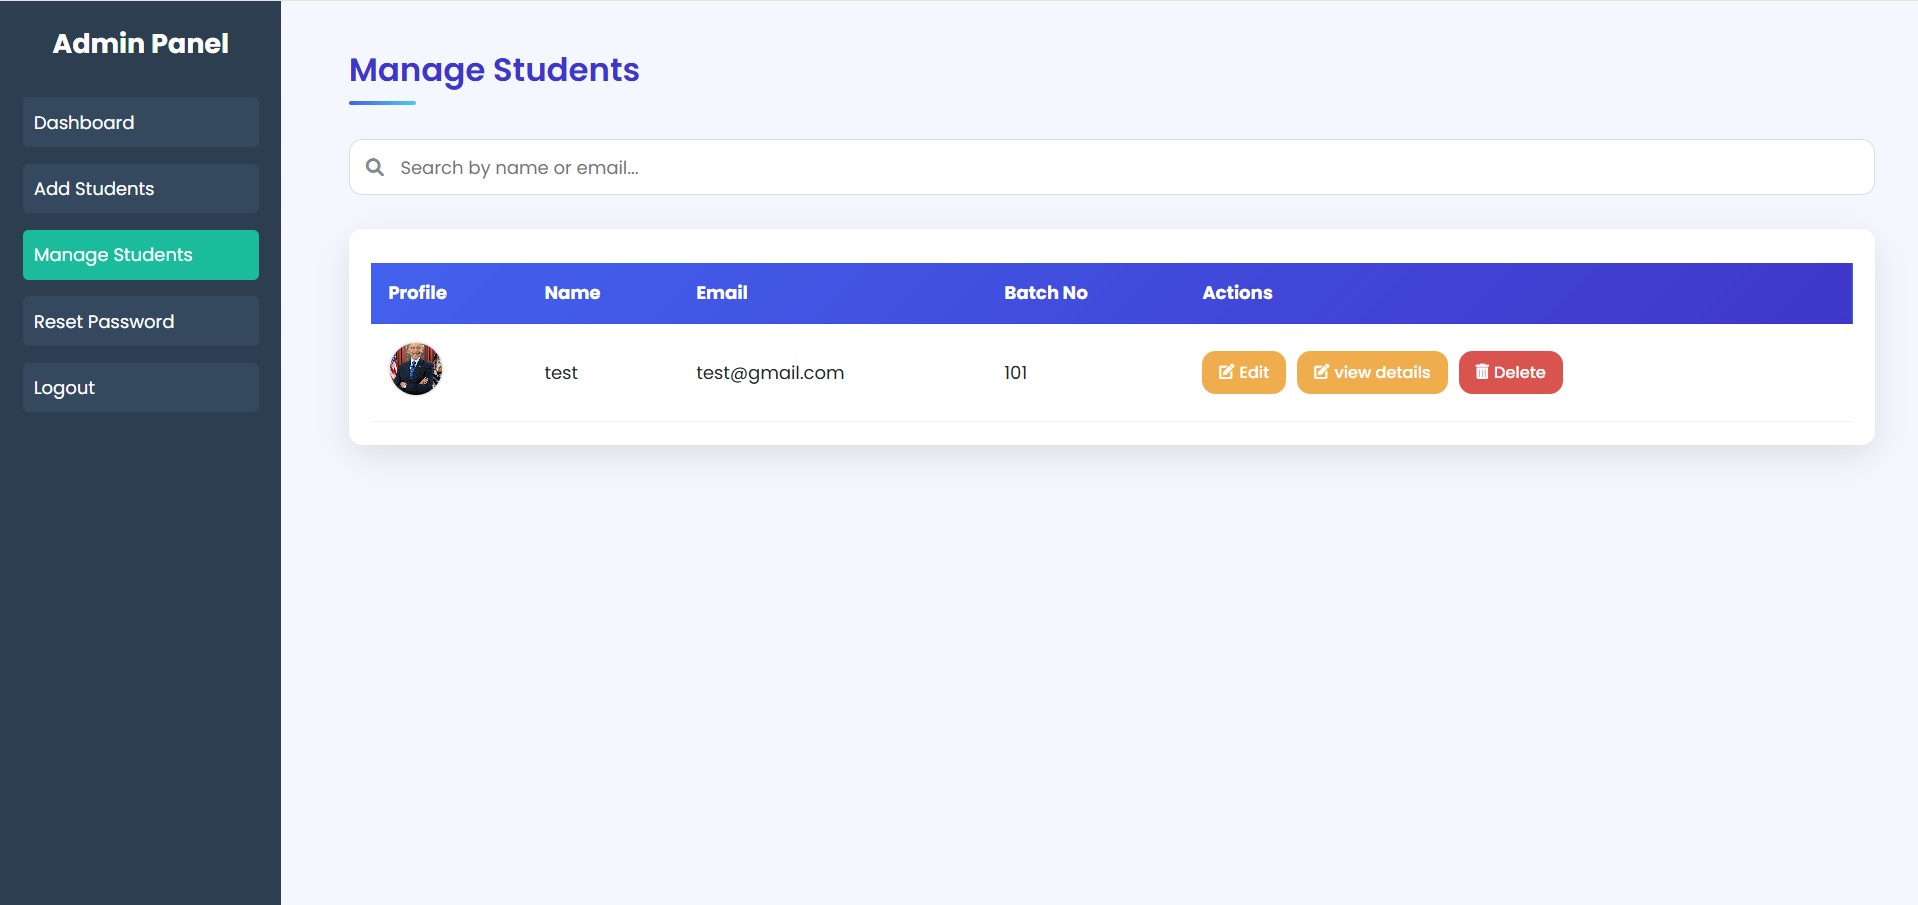 Admin Panel
Dashboard
Add Students
Manage Students
Reset Password
Logout
Manage Students
Search by name or email...
Profile Name Email Batch No Actions
test test@gmail.com 101 Edit view details Delete